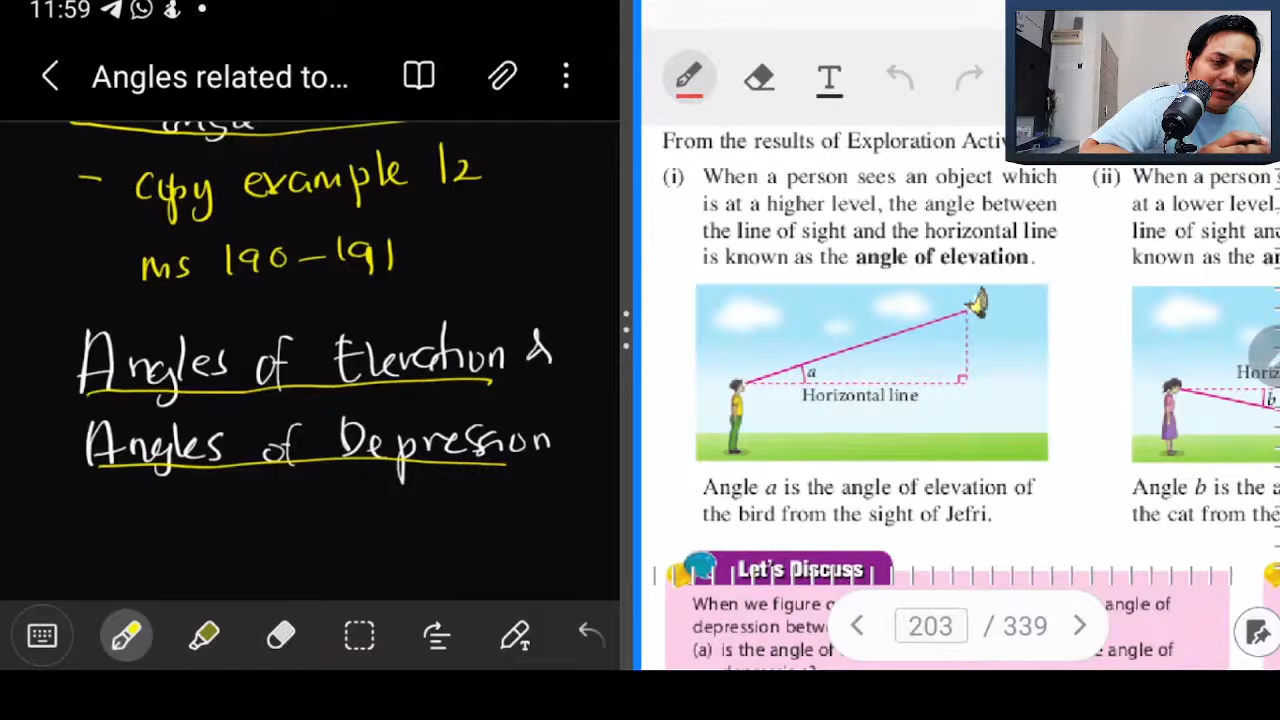 11:59
Angles related to...
- Copy example 12
ms 190-191
Angles of Elevation &
Angles of Depression
T
From the results of Exploration Activ
(i) When a person sees an object which
is at a higher level, the angle between
the line of sight and the horizontal line
is known as the angle of elevation.
a
Horizontal line
Angle a is the angle of elevation of
the bird from the sight of Jefri.
(ii) When a person
at a lower level
line of sight an
known as the a
Horiz
b
Angle b is the a
the cat from the
Let's Discuss
When we figure o
angle of
depression betw
(a) is the angle of
e angle of
203 / 339